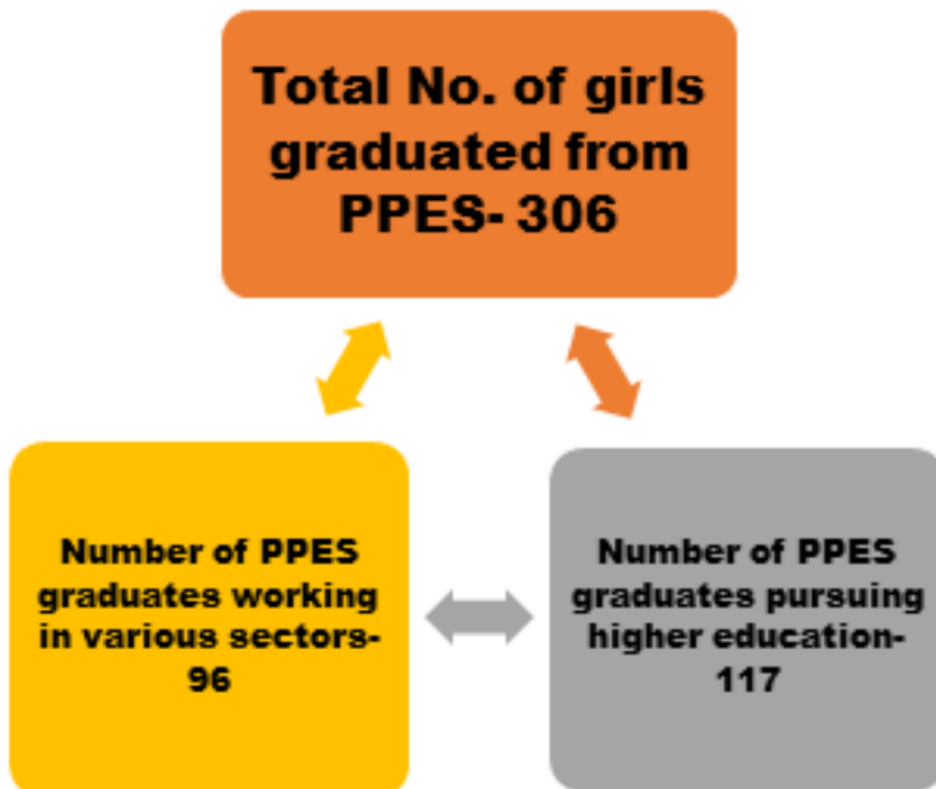 Total No. of girls
graduated from
PPES- 306
Number of PPES
graduates working
in various sectors-
96
Number of PPES
graduates pursuing
higher education-
117